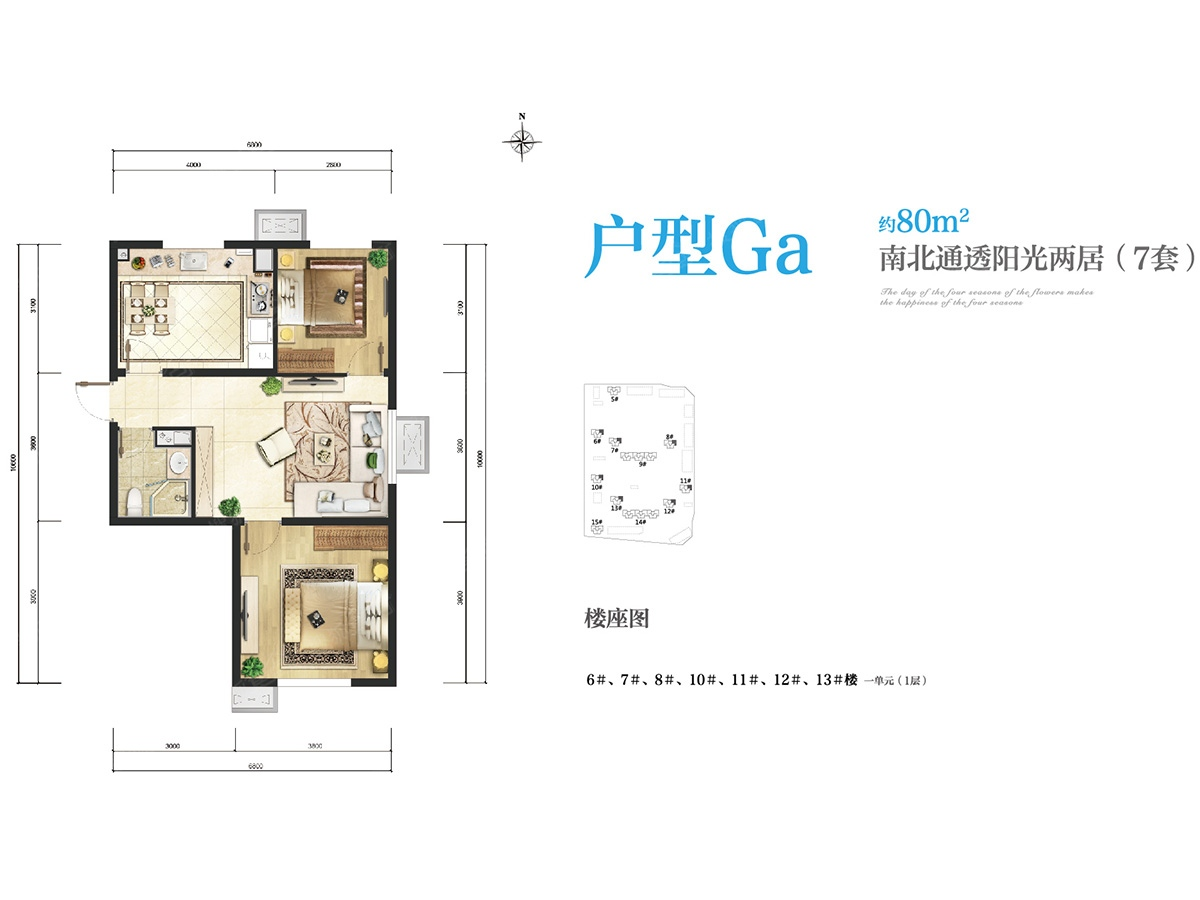 N
6800
4000 2800
3100
3600
10000
3100
3600
10000
3900
3000 3800
6800
户型Ga
约80m²
南北通透阳光两居（7套）
The day of the four seasons of the flowers makes
the happiness of the four seasons
5#
6#
7#
8#
9#
10#
11#
12#
13#
14#
15#
楼座图
6#、7#、8#、10#、11#、12#、13#楼 一单元（1层）